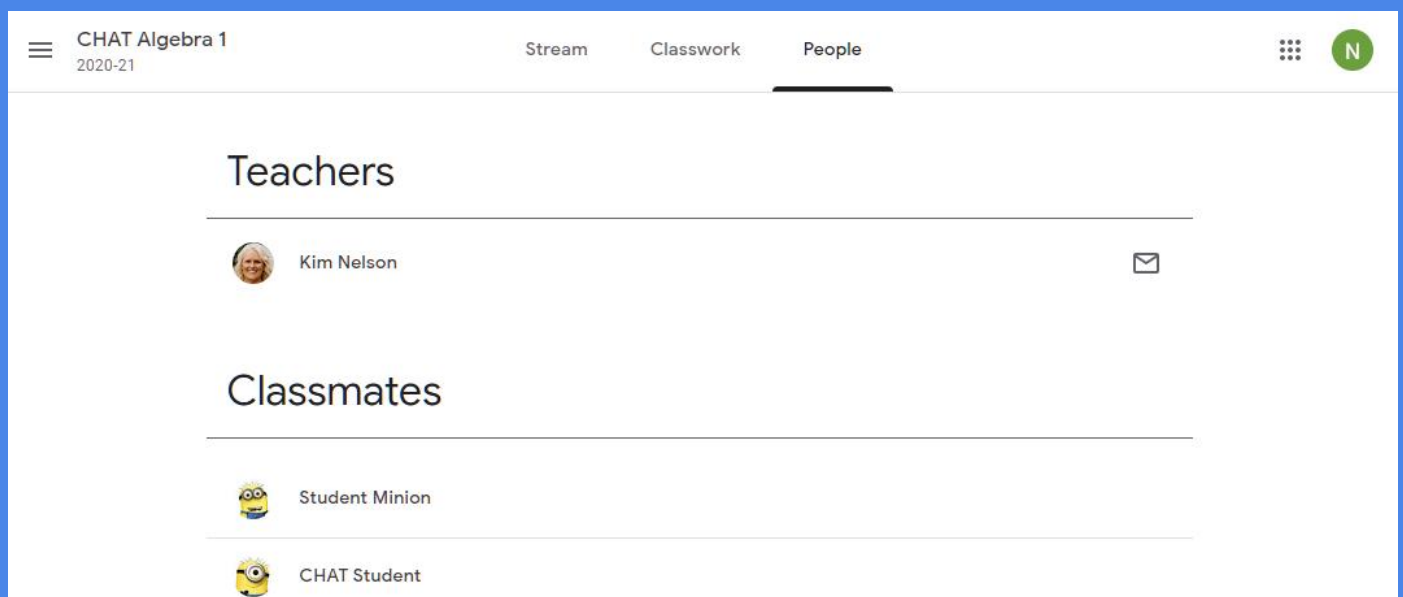 CHAT Algebra 1
2020-21
Stream Classwork People
N
Teachers
Kim Nelson
Classmates
Student Minion
CHAT Student